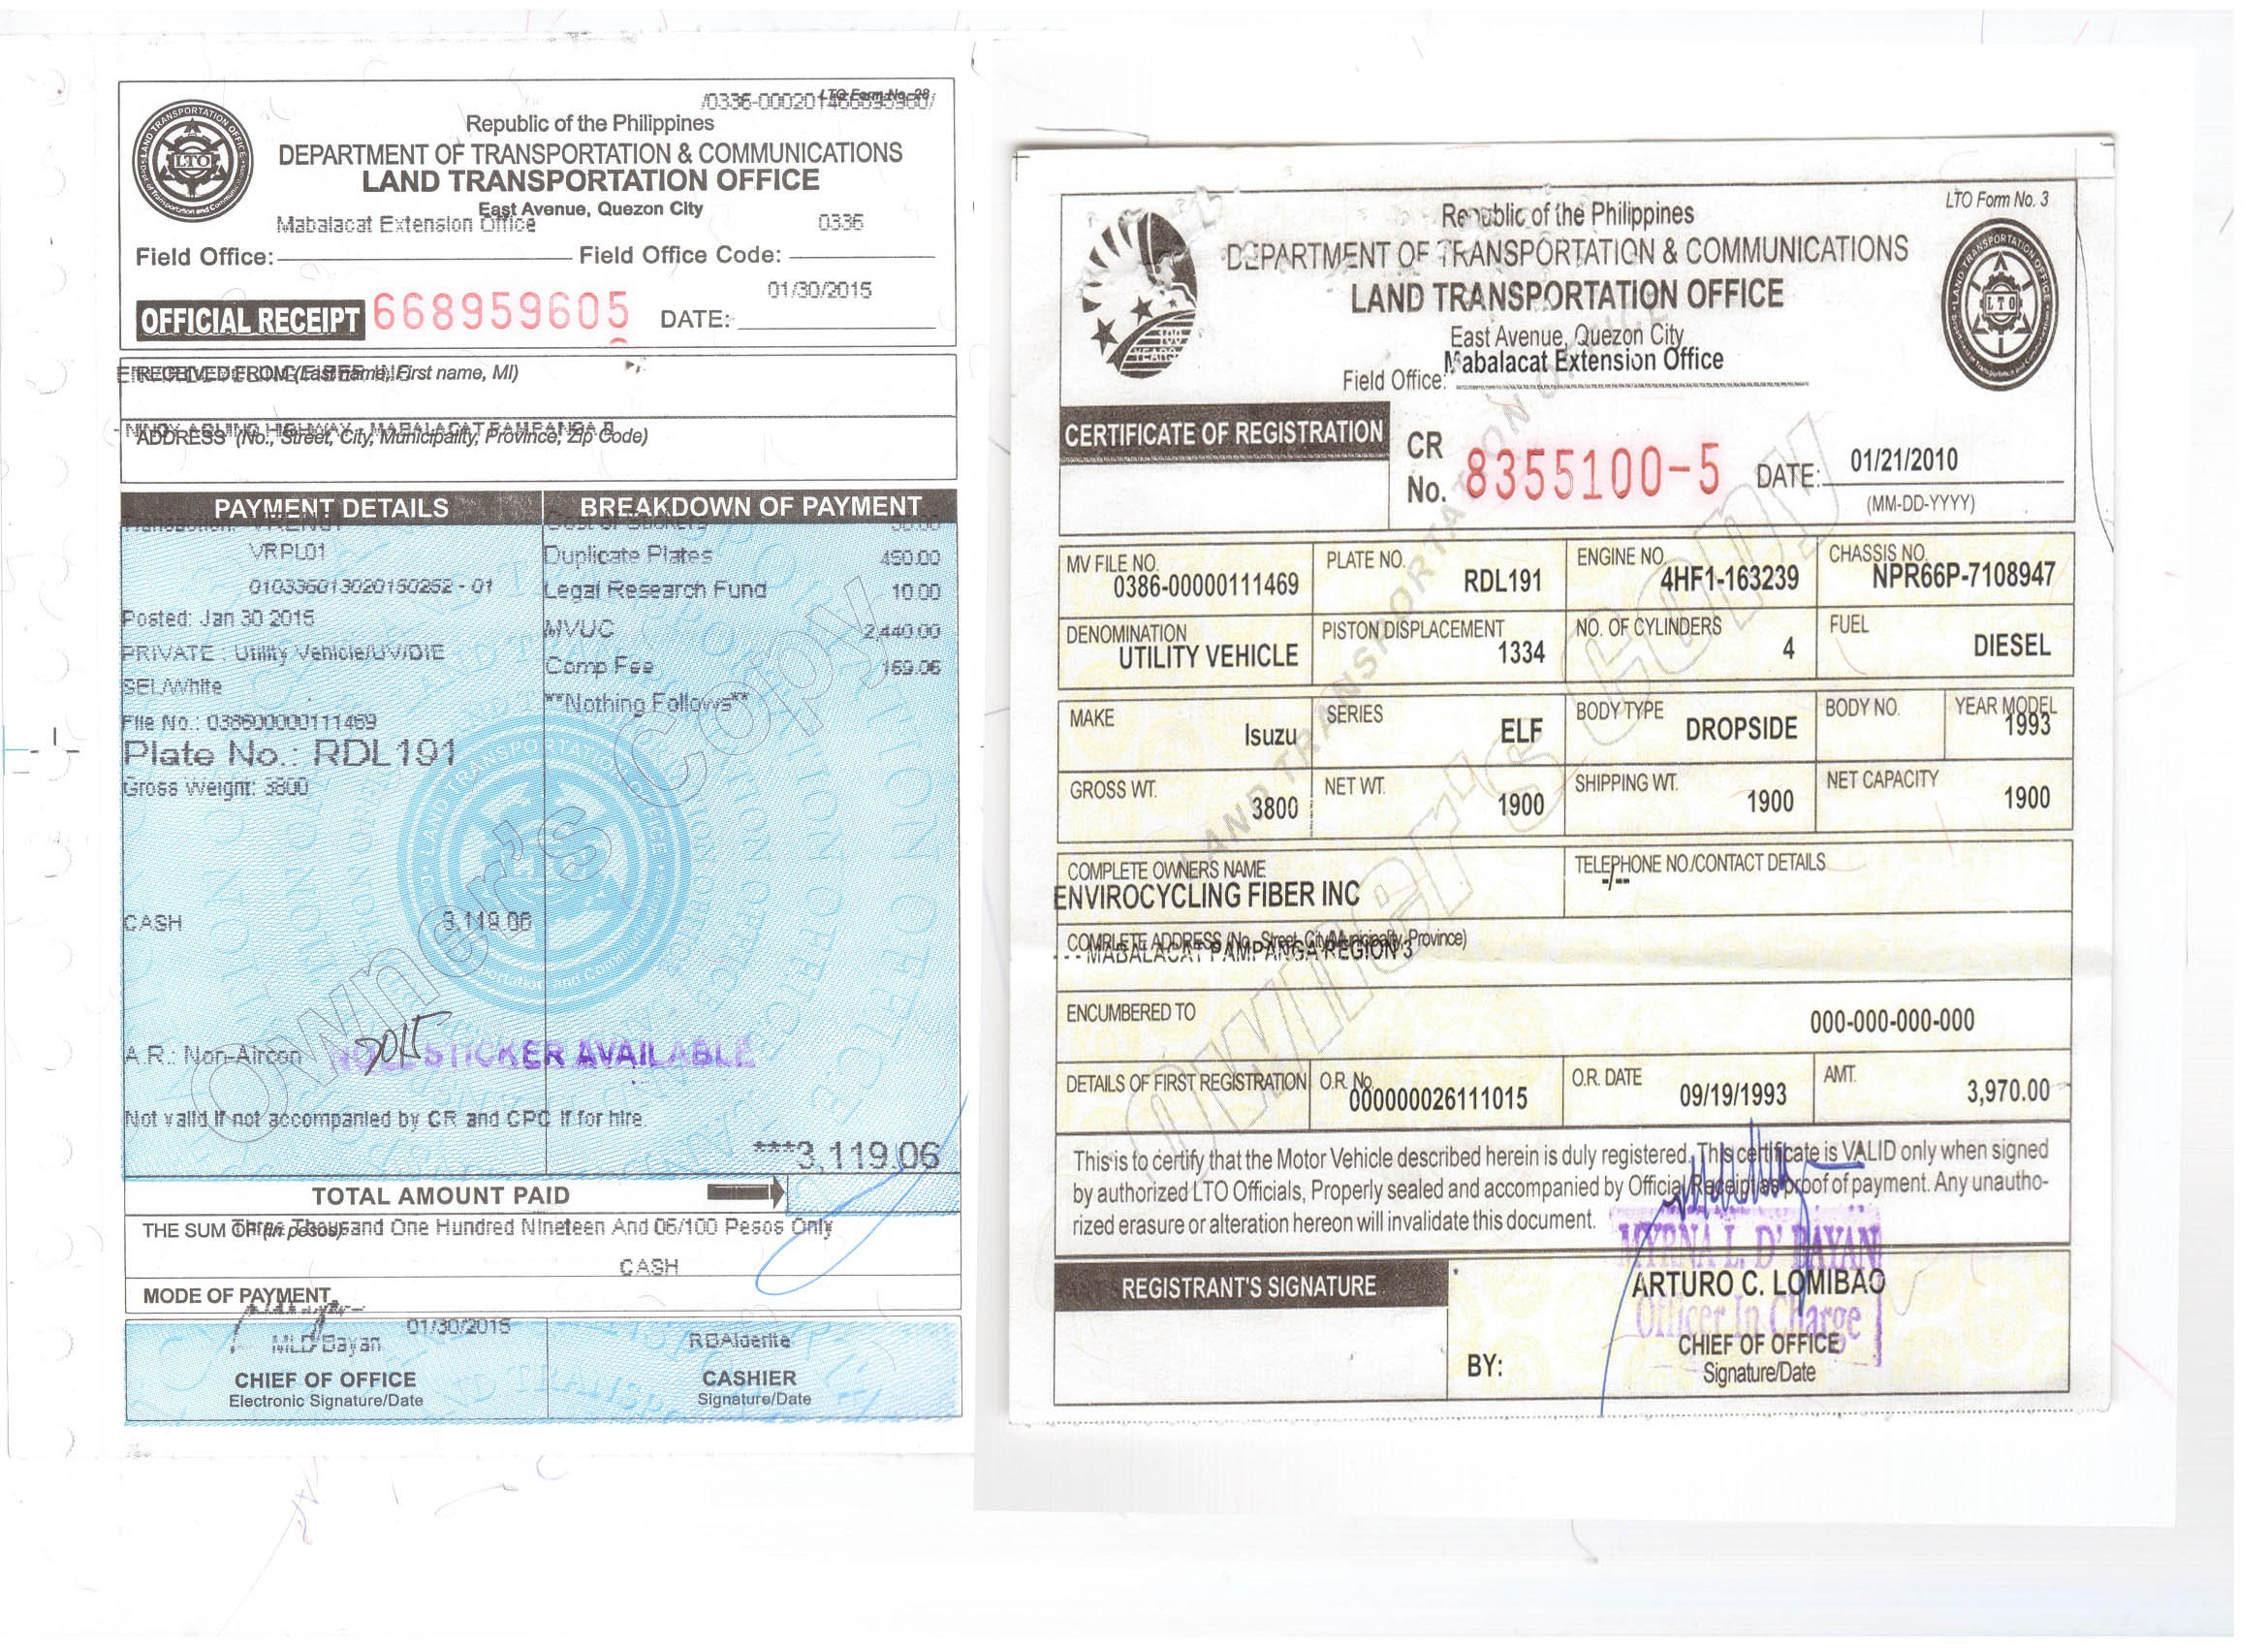 LTO Form No. 28
Republic of the Philippines
DEPARTMENT OF TRANSPORTATION & COMMUNICATIONS
LAND TRANSPORTATION OFFICE
East Avenue, Quezon City
Mabalacat Extension Office 0336
Field Office: Field Office Code:
01/30/2015
OFFICIAL RECEIPT 668959605 DATE:
RECEIVED FROM (Last name, First name, MI)
NINOY AQUINO HIGHWAY - MABALACAT PAMPANGA
ADDRESS (No., Street, City, Municipality, Province, Zip Code)
PAYMENT DETAILS BREAKDOWN OF PAYMENT
Cost of Stickers 50.00
VRPL01 Duplicate Plates 450.00
010336013020150252 - 01 Legal Research Fund 10.00
Posted: Jan 30 2015 MVUC 2,440.00
PRIVATE . Utility Vehicle/UV/DIE Comp Fee 169.06
SEL/White **Nothing Follows**
File No.: 038600000111469
Plate No.: RDL191
Gross Weight: 3800
CASH 3,119.06
A.R.: Non-Aircon 2015 STICKER AVAILABLE
Not valid if not accompanied by CR and CPC if for hire.
***3,119.06
TOTAL AMOUNT PAID
THE SUM OF (in pesos) Three Thousand One Hundred Nineteen And 06/100 Pesos Only
CASH
MODE OF PAYMENT
01/30/2015
MLD'Bayan RBAlderite
CHIEF OF OFFICE CASHIER
Electronic Signature/Date Signature/Date
Owner's Copy
LTO Form No. 3
Republic of the Philippines
DEPARTMENT OF TRANSPORTATION & COMMUNICATIONS
LAND TRANSPORTATION OFFICE
East Avenue, Quezon City
Field Office: Mabalacat Extension Office
CERTIFICATE OF REGISTRATION CR No. 8355100-5 DATE: 01/21/2010
(MM-DD-YYYY)
MV FILE NO. PLATE NO. ENGINE NO. CHASSIS NO.
0386-00000111469 RDL191 4HF1-163239 NPR66P-7108947
DENOMINATION PISTON DISPLACEMENT NO. OF CYLINDERS FUEL
UTILITY VEHICLE 1334 4 DIESEL
MAKE SERIES BODY TYPE BODY NO. YEAR MODEL
Isuzu ELF DROPSIDE 1993
GROSS WT. NET WT. SHIPPING WT. NET CAPACITY
3800 1900 1900 1900
COMPLETE OWNERS NAME TELEPHONE NO./CONTACT DETAILS
ENVIROCYCLING FIBER INC -/--
COMPLETE ADDRESS (No., Street, City/Municipality, Province)
- - - MABALACAT PAMPANGA REGION 3
ENCUMBERED TO
000-000-000-000
DETAILS OF FIRST REGISTRATION O.R. No. O.R. DATE AMT.
000000026111015 09/19/1993 3,970.00
This is to certify that the Motor Vehicle described herein is duly registered. This certificate is VALID only when signed
by authorized LTO Officials, Properly sealed and accompanied by Official Receipt as proof of payment. Any unautho-
rized erasure or alteration hereon will invalidate this document.
MYRNA L. D' BAYAN
REGISTRANT'S SIGNATURE ARTURO C. LOMIBAO
Officer In Charge
CHIEF OF OFFICE
BY: Signature/Date
Owner's Copy